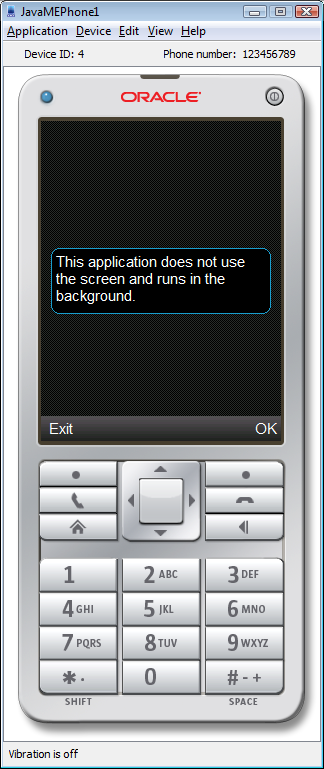 JavaMEPhone1
Application Device Edit View Help
Device ID: 4 Phone number: 123456789
ORACLE
This application does not use
the screen and runs in the
background.
Exit OK
1 2 ABC 3 DEF
4 GHI 5 JKL 6 MNO
7 PQRS 8 TUV 9 WXYZ
* · 0 # - +
SHIFT SPACE
Vibration is off